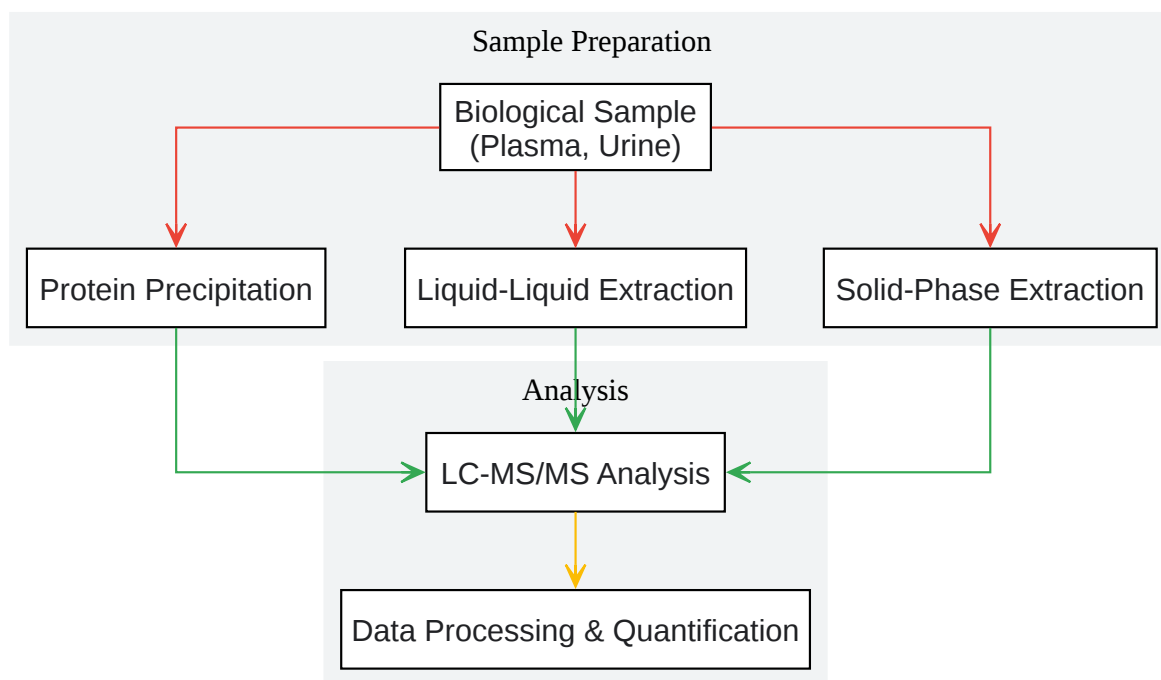 Sample Preparation
Biological Sample
(Plasma, Urine)
Protein Precipitation
Liquid-Liquid Extraction
Solid-Phase Extraction
Analysis
LC-MS/MS Analysis
Data Processing & Quantification